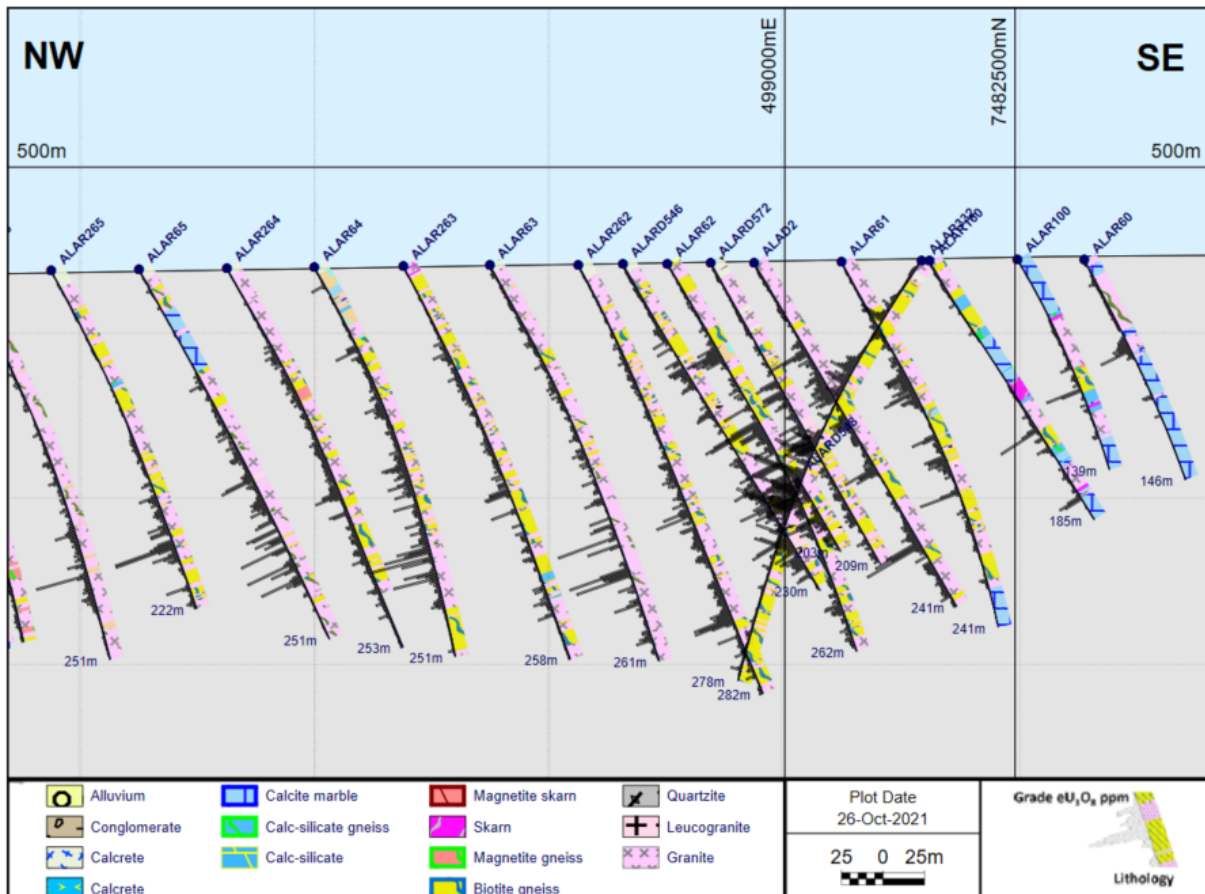 NW
SE
499000mE
7482500mN
500m
500m
ALAR265
ALAR65
ALAR264
ALAR64
ALAR263
ALAR63
ALAR262
ALARD546
ALAR62
ALARD572
ALAD2
ALAR61
ALAR100
ALAR60
139m
146m
185m
203m
209m
222m
230m
241m
241m
251m
251m
253m
251m
258m
261m
262m
278m
282m
Alluvium
Calcite marble
Magnetite skarn
Quartzite
Conglomerate
Calc-silicate gneiss
Skarn
Leucogranite
Calcrete
Calc-silicate
Magnetite gneiss
Granite
Calcrete
Biotite gneiss
Plot Date
26-Oct-2021
25 0 25m
Grade eU₃O₈ ppm
Lithology